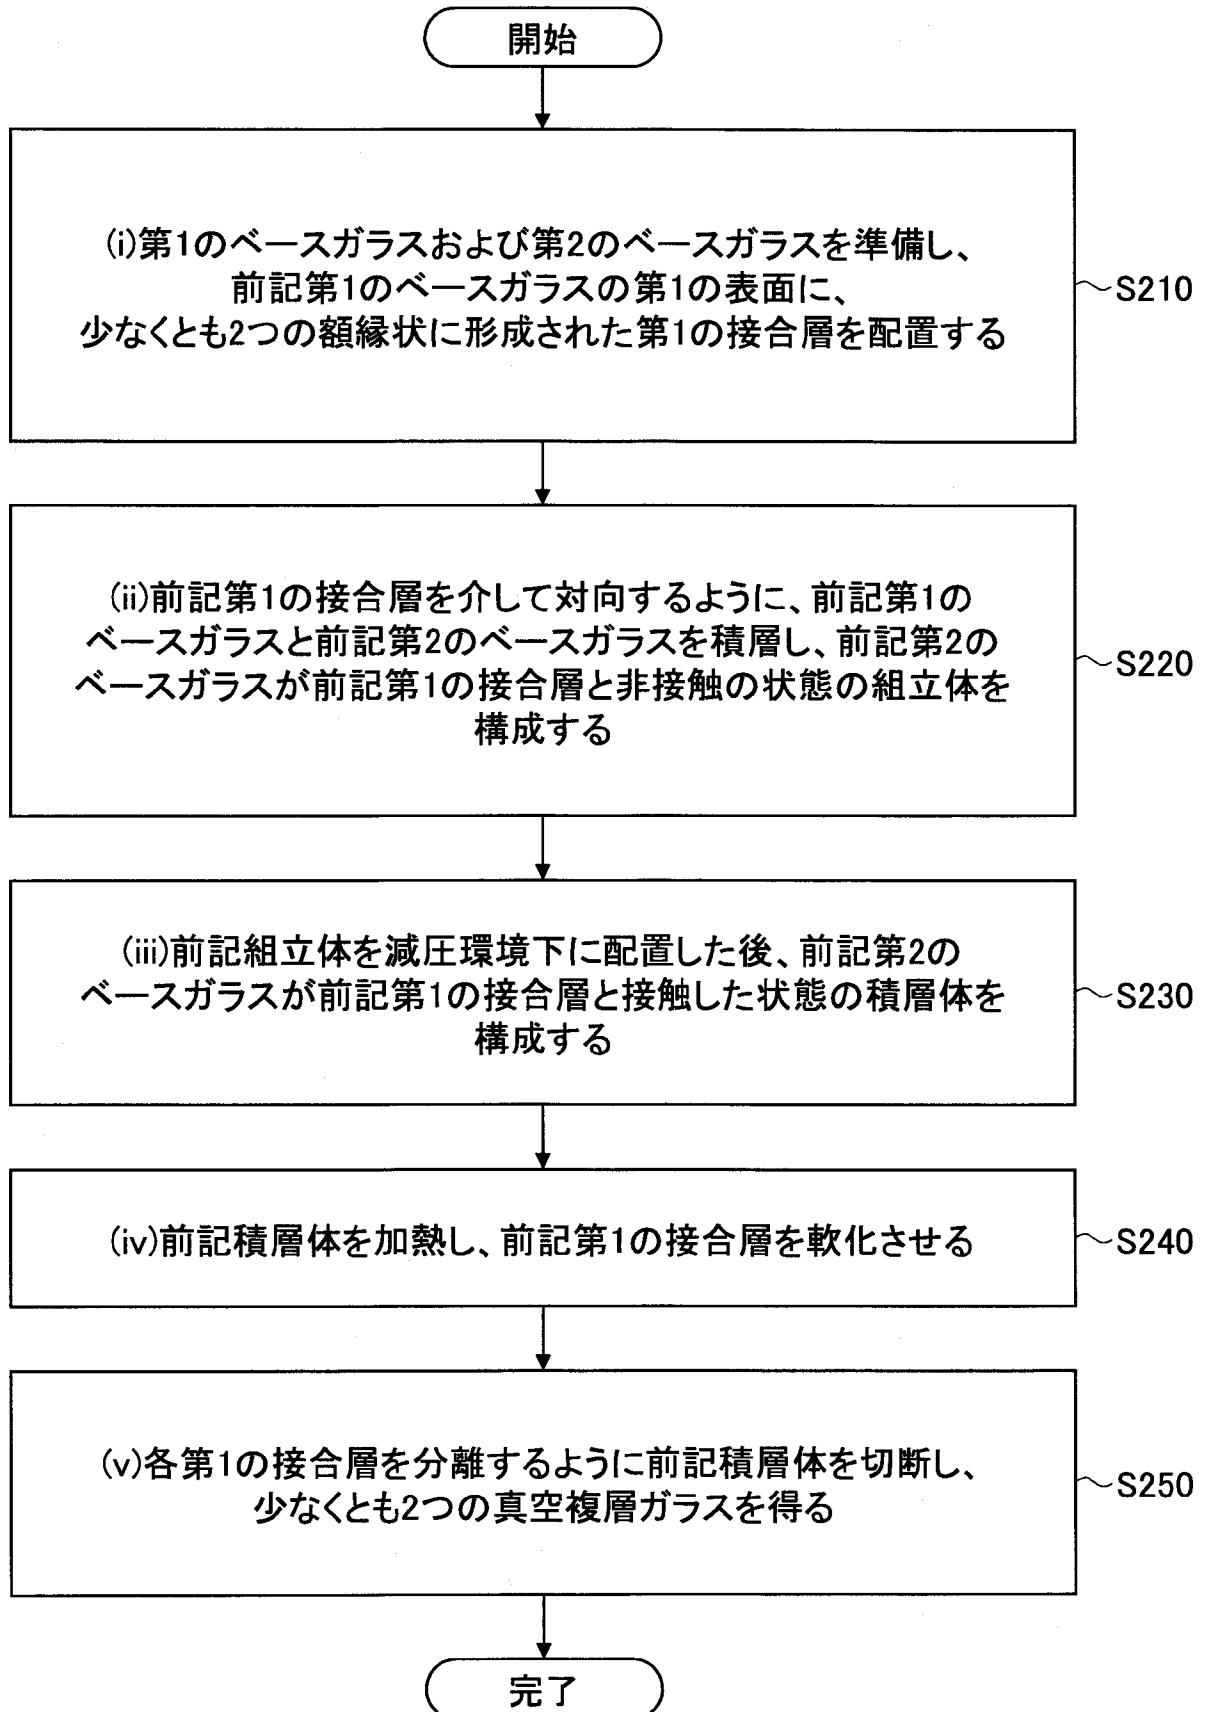 開始
(i)第1のベースガラスおよび第2のベースガラスを準備し、
前記第1のベースガラスの第1の表面に、
少なくとも2つの額縁状に形成された第1の接合層を配置する
S210
(ii)前記第1の接合層を介して対向するように、前記第1の
ベースガラスと前記第2のベースガラスを積層し、前記第2の
ベースガラスが前記第1の接合層と非接触の状態の組立体を
構成する
S220
(iii)前記組立体を減圧環境下に配置した後、前記第2の
ベースガラスが前記第1の接合層と接触した状態の積層体を
構成する
S230
(iv)前記積層体を加熱し、前記第1の接合層を軟化させる
S240
(v)各第1の接合層を分離するように前記積層体を切断し、
少なくとも2つの真空複層ガラスを得る
S250
完了